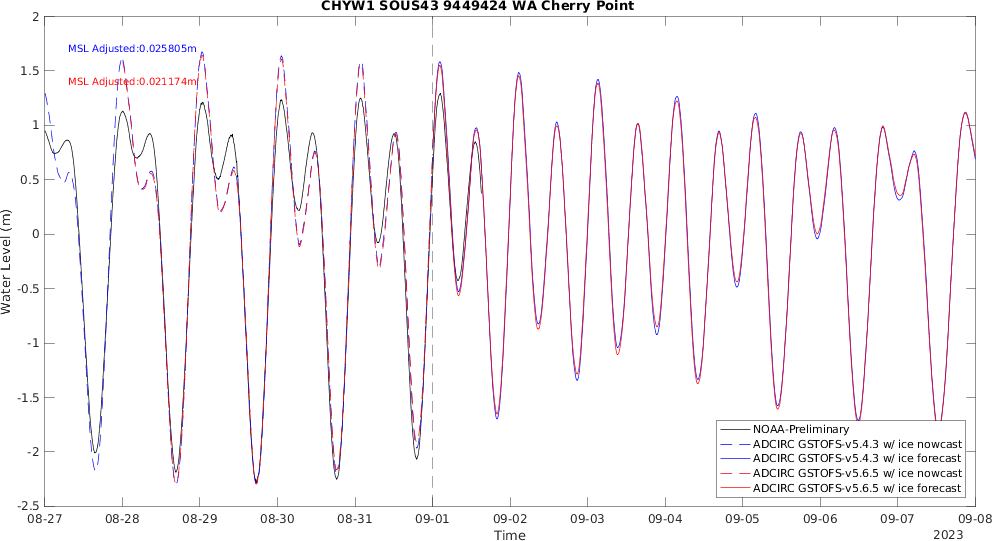 CHYW1 SOUS43 9449424 WA Cherry Point
MSL Adjusted:0.025805m
MSL Adjusted:0.021174m
Water Level (m)
2
1.5
1
0.5
0
-0.5
-1
-1.5
-2
-2.5
NOAA-Preliminary
ADCIRC GSTOFS-v5.4.3 w/ ice nowcast
ADCIRC GSTOFS-v5.4.3 w/ ice forecast
ADCIRC GSTOFS-v5.6.5 w/ ice nowcast
ADCIRC GSTOFS-v5.6.5 w/ ice forecast
08-27 08-28 08-29 08-30 08-31 09-01 09-02 09-03 09-04 09-05 09-06 09-07 09-08
Time
2023